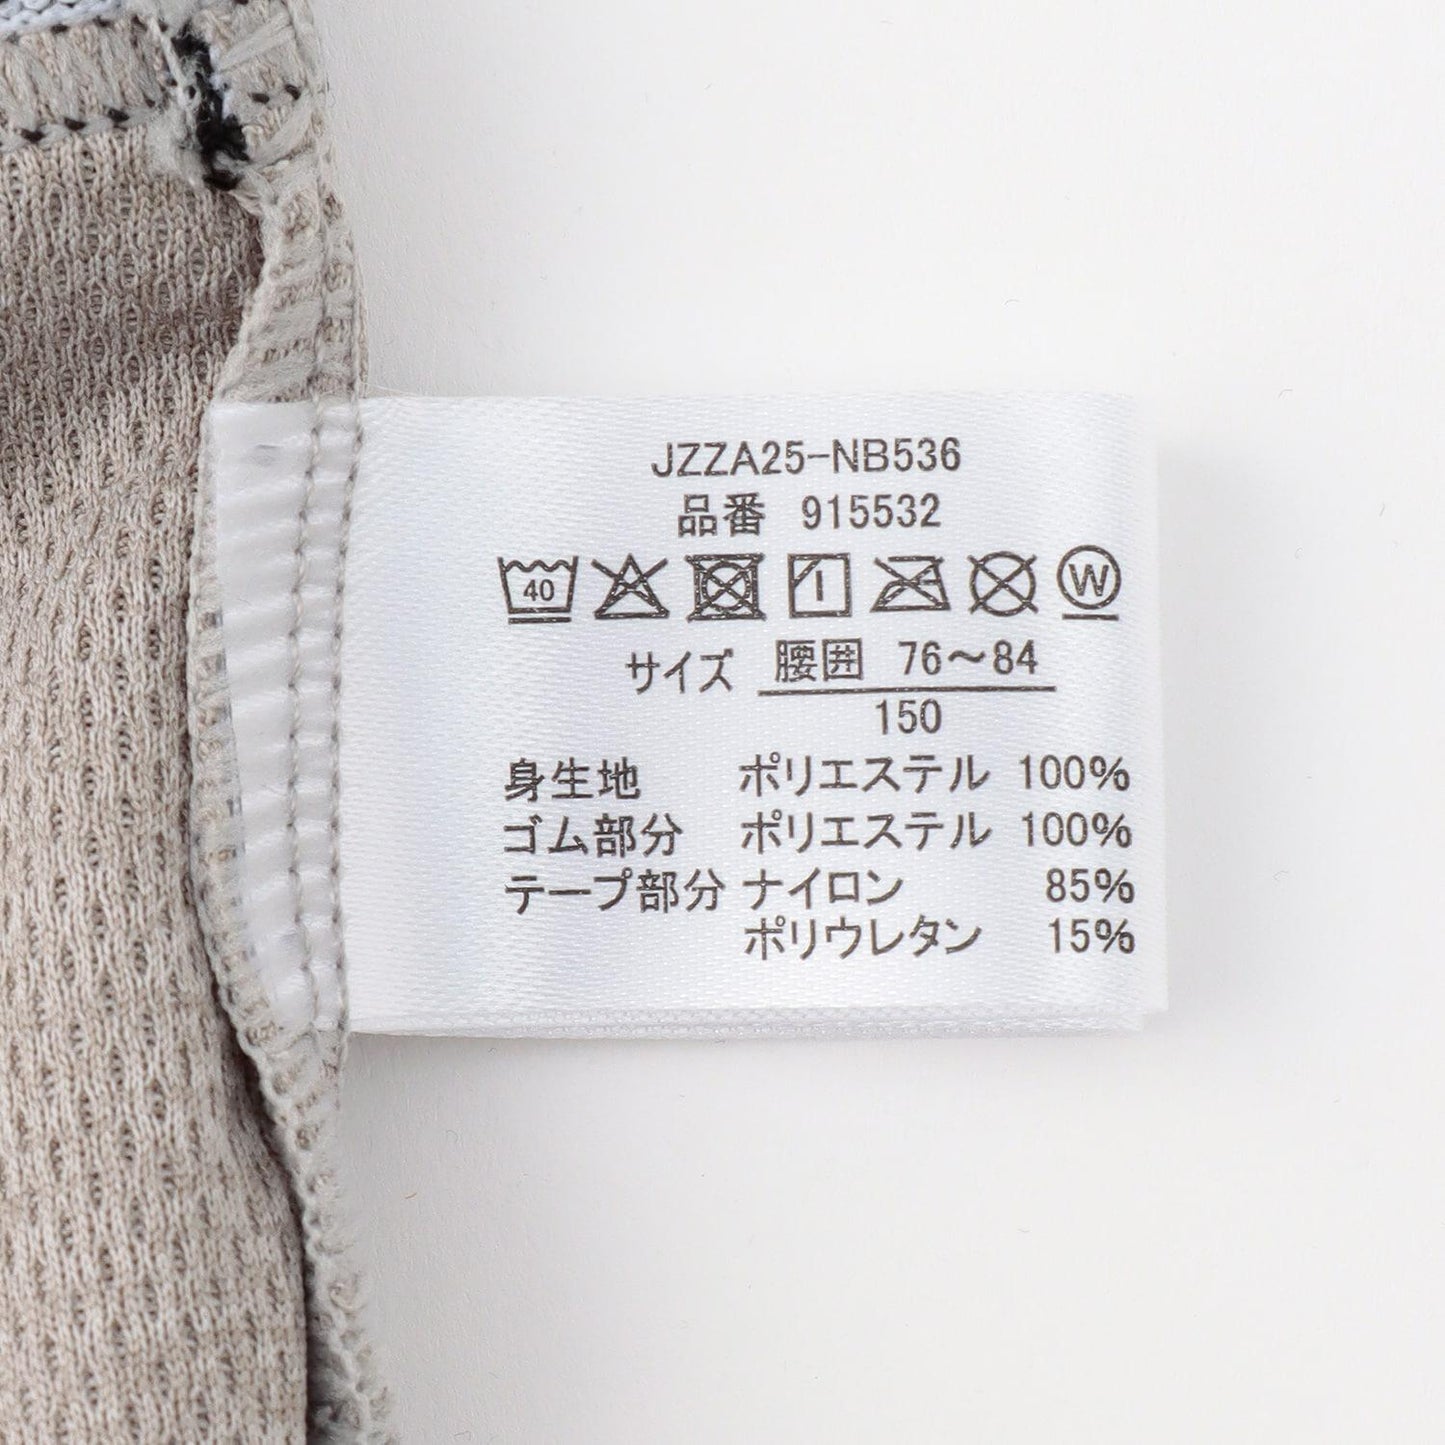 JZZA25-NB536
品番 915532
40 W
サイズ 腰囲 76～84
150
身生地 ポリエステル 100%
ゴム部分 ポリエステル 100%
テープ部分 ナイロン 85%
ポリウレタン 15%